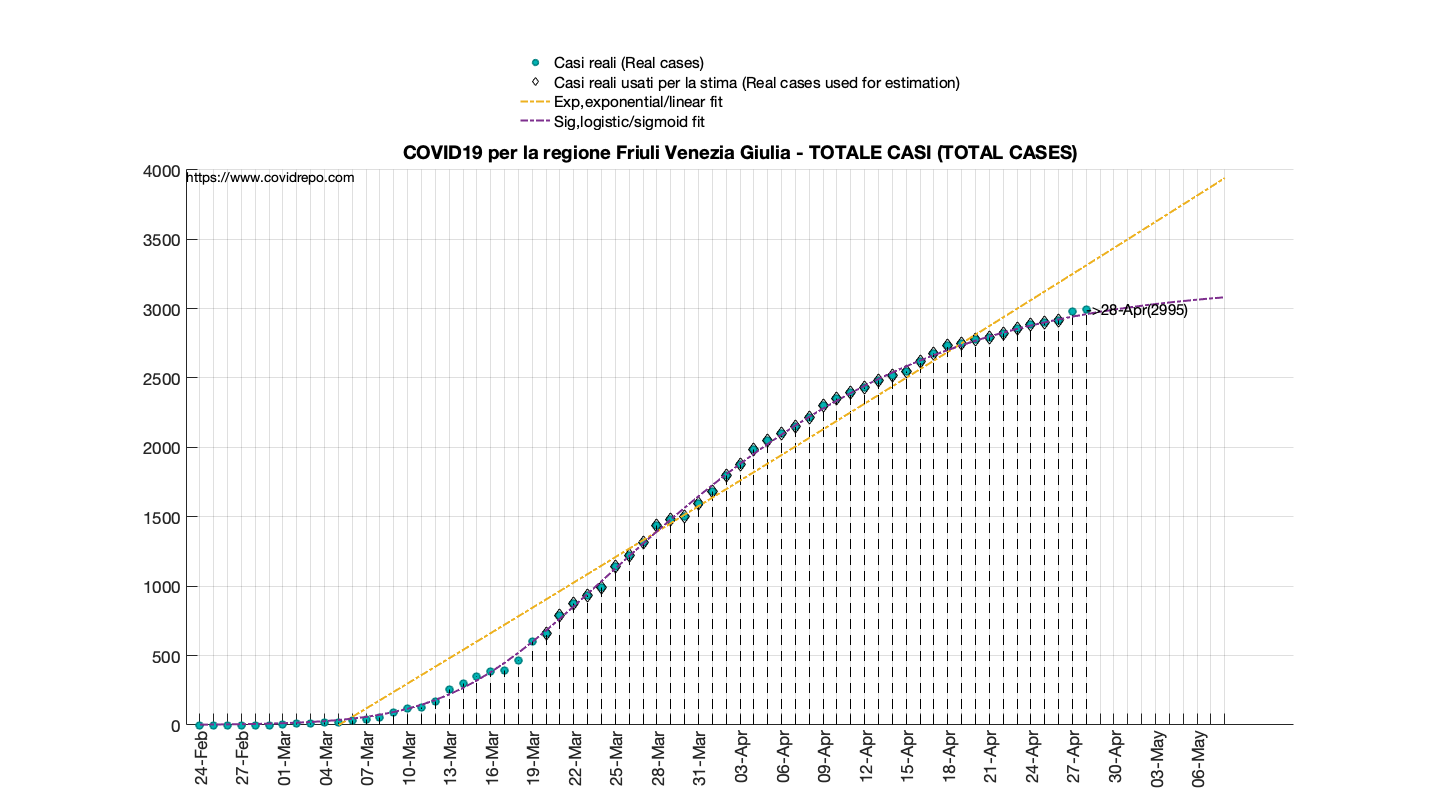 Casi reali (Real cases)
Casi reali usati per la stima (Real cases used for estimation)
Exp,exponential/linear fit
Sig,logistic/sigmoid fit
COVID19 per la regione Friuli Venezia Giulia - TOTALE CASI (TOTAL CASES)
https://www.covidrepo.com
4000
3500
3000
2500
2000
1500
1000
500
0
->28-Apr(2995)
24-Feb
27-Feb
01-Mar
04-Mar
07-Mar
10-Mar
13-Mar
16-Mar
19-Mar
22-Mar
25-Mar
28-Mar
31-Mar
03-Apr
06-Apr
09-Apr
12-Apr
15-Apr
18-Apr
21-Apr
24-Apr
27-Apr
30-Apr
03-May
06-May